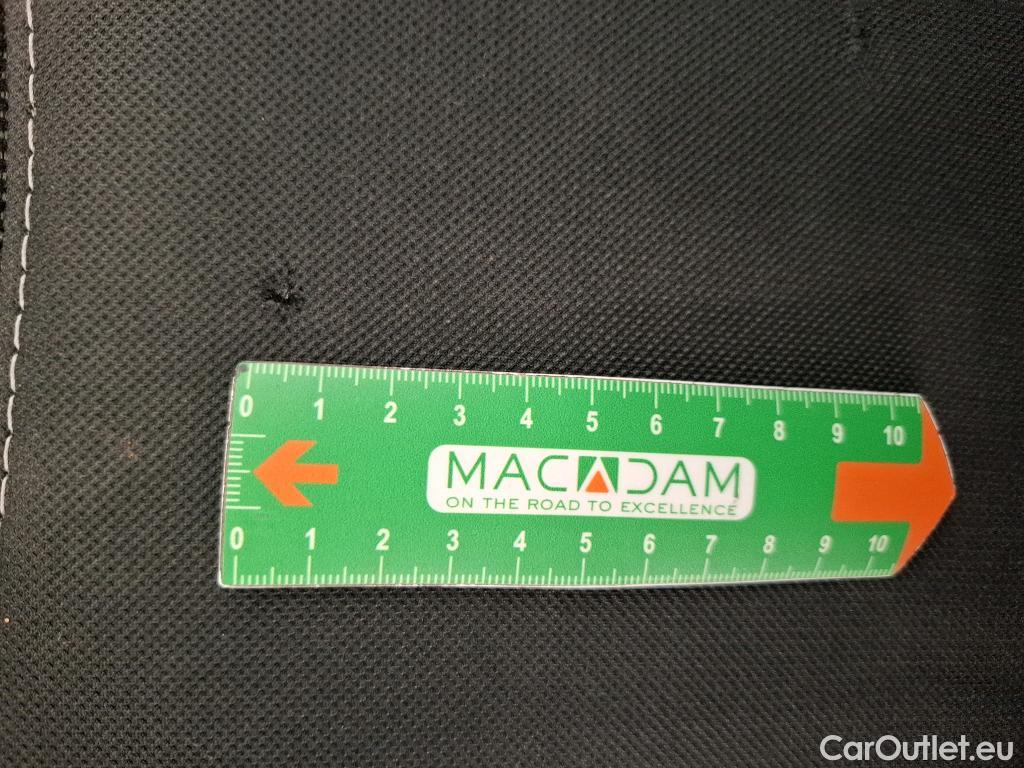 0 1 2 3 4 5 6 7 8 9 10
MACADAM
ON THE ROAD TO EXCELLENCE
0 1 2 3 4 5 6 7 8 9 10
CarOutlet.eu